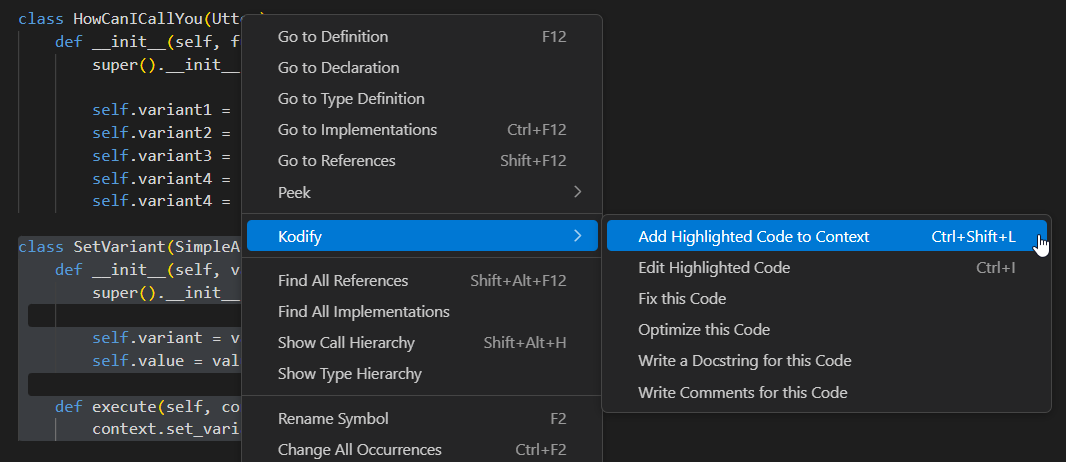 class HowCanICallYou(Utte
def __init__(self, f
super().__init__
self.variant1 =
self.variant2 =
self.variant3 =
self.variant4 =
self.variant4 =
class SetVariant(SimpleA
def __init__(self, v
super().__init__
self.variant = v
self.value = val
def execute(self, co
context.set_vari
Go to Definition F12
Go to Declaration
Go to Type Definition
Go to Implementations Ctrl+F12
Go to References Shift+F12
Peek
Kodify
Find All References Shift+Alt+F12
Find All Implementations
Show Call Hierarchy Shift+Alt+H
Show Type Hierarchy
Rename Symbol F2
Change All Occurrences Ctrl+F2
Add Highlighted Code to Context Ctrl+Shift+L
Edit Highlighted Code Ctrl+I
Fix this Code
Optimize this Code
Write a Docstring for this Code
Write Comments for this Code